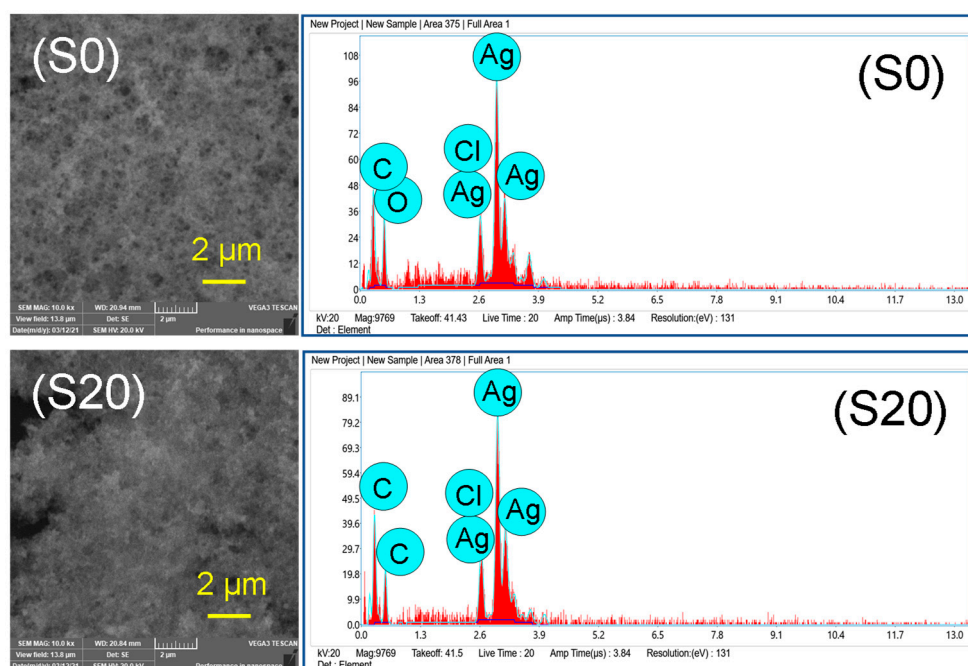 (S0)
2 µm
SEM MAG: 10.0 kx WD: 20.94 mm VEGA3 TESCAN
View field: 13.8 µm Det: SE 2 µm
Date(m/d/y): 03/12/21 SEM HV: 20.0 kV Performance in nanospace
New Project | New Sample | Area 375 | Full Area 1
(S0)
108
96
84
72
60
48
36
24
12
0
Ag
Cl
C
Ag
Ag
O
0.0 1.3 2.6 3.9 5.2 6.5 7.8 9.1 10.4 11.7 13.0
kV:20 Mag:9769 Takeoff: 41.43 Live Time : 20 Amp Time(µs) : 3.84 Resolution:(eV) : 131
Det : Element
(S20)
2 µm
SEM MAG: 10.0 kx WD: 20.84 mm VEGA3 TESCAN
View field: 13.8 µm Det: SE 2 µm
New Project | New Sample | Area 378 | Full Area 1
(S20)
89.1
79.2
69.3
59.4
49.5
39.6
29.7
19.8
9.9
0.0
Ag
C
Cl
Ag
Ag
C
0.0 1.3 2.6 3.9 5.2 6.5 7.8 9.1 10.4 11.7 13.0
kV:20 Mag:9769 Takeoff: 41.5 Live Time : 20 Amp Time(µs) : 3.84 Resolution:(eV) : 131
Det : Element